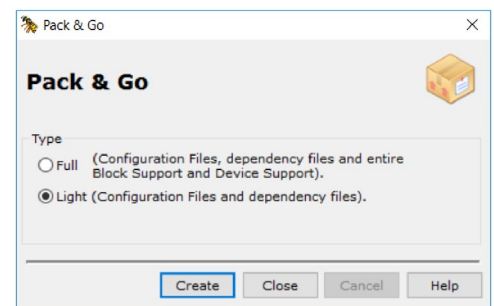 Pack & Go
Pack & Go
Type
Full (Configuration Files, dependency files and entire
Block Support and Device Support).
Light (Configuration Files and dependency files).
Create Close Cancel Help